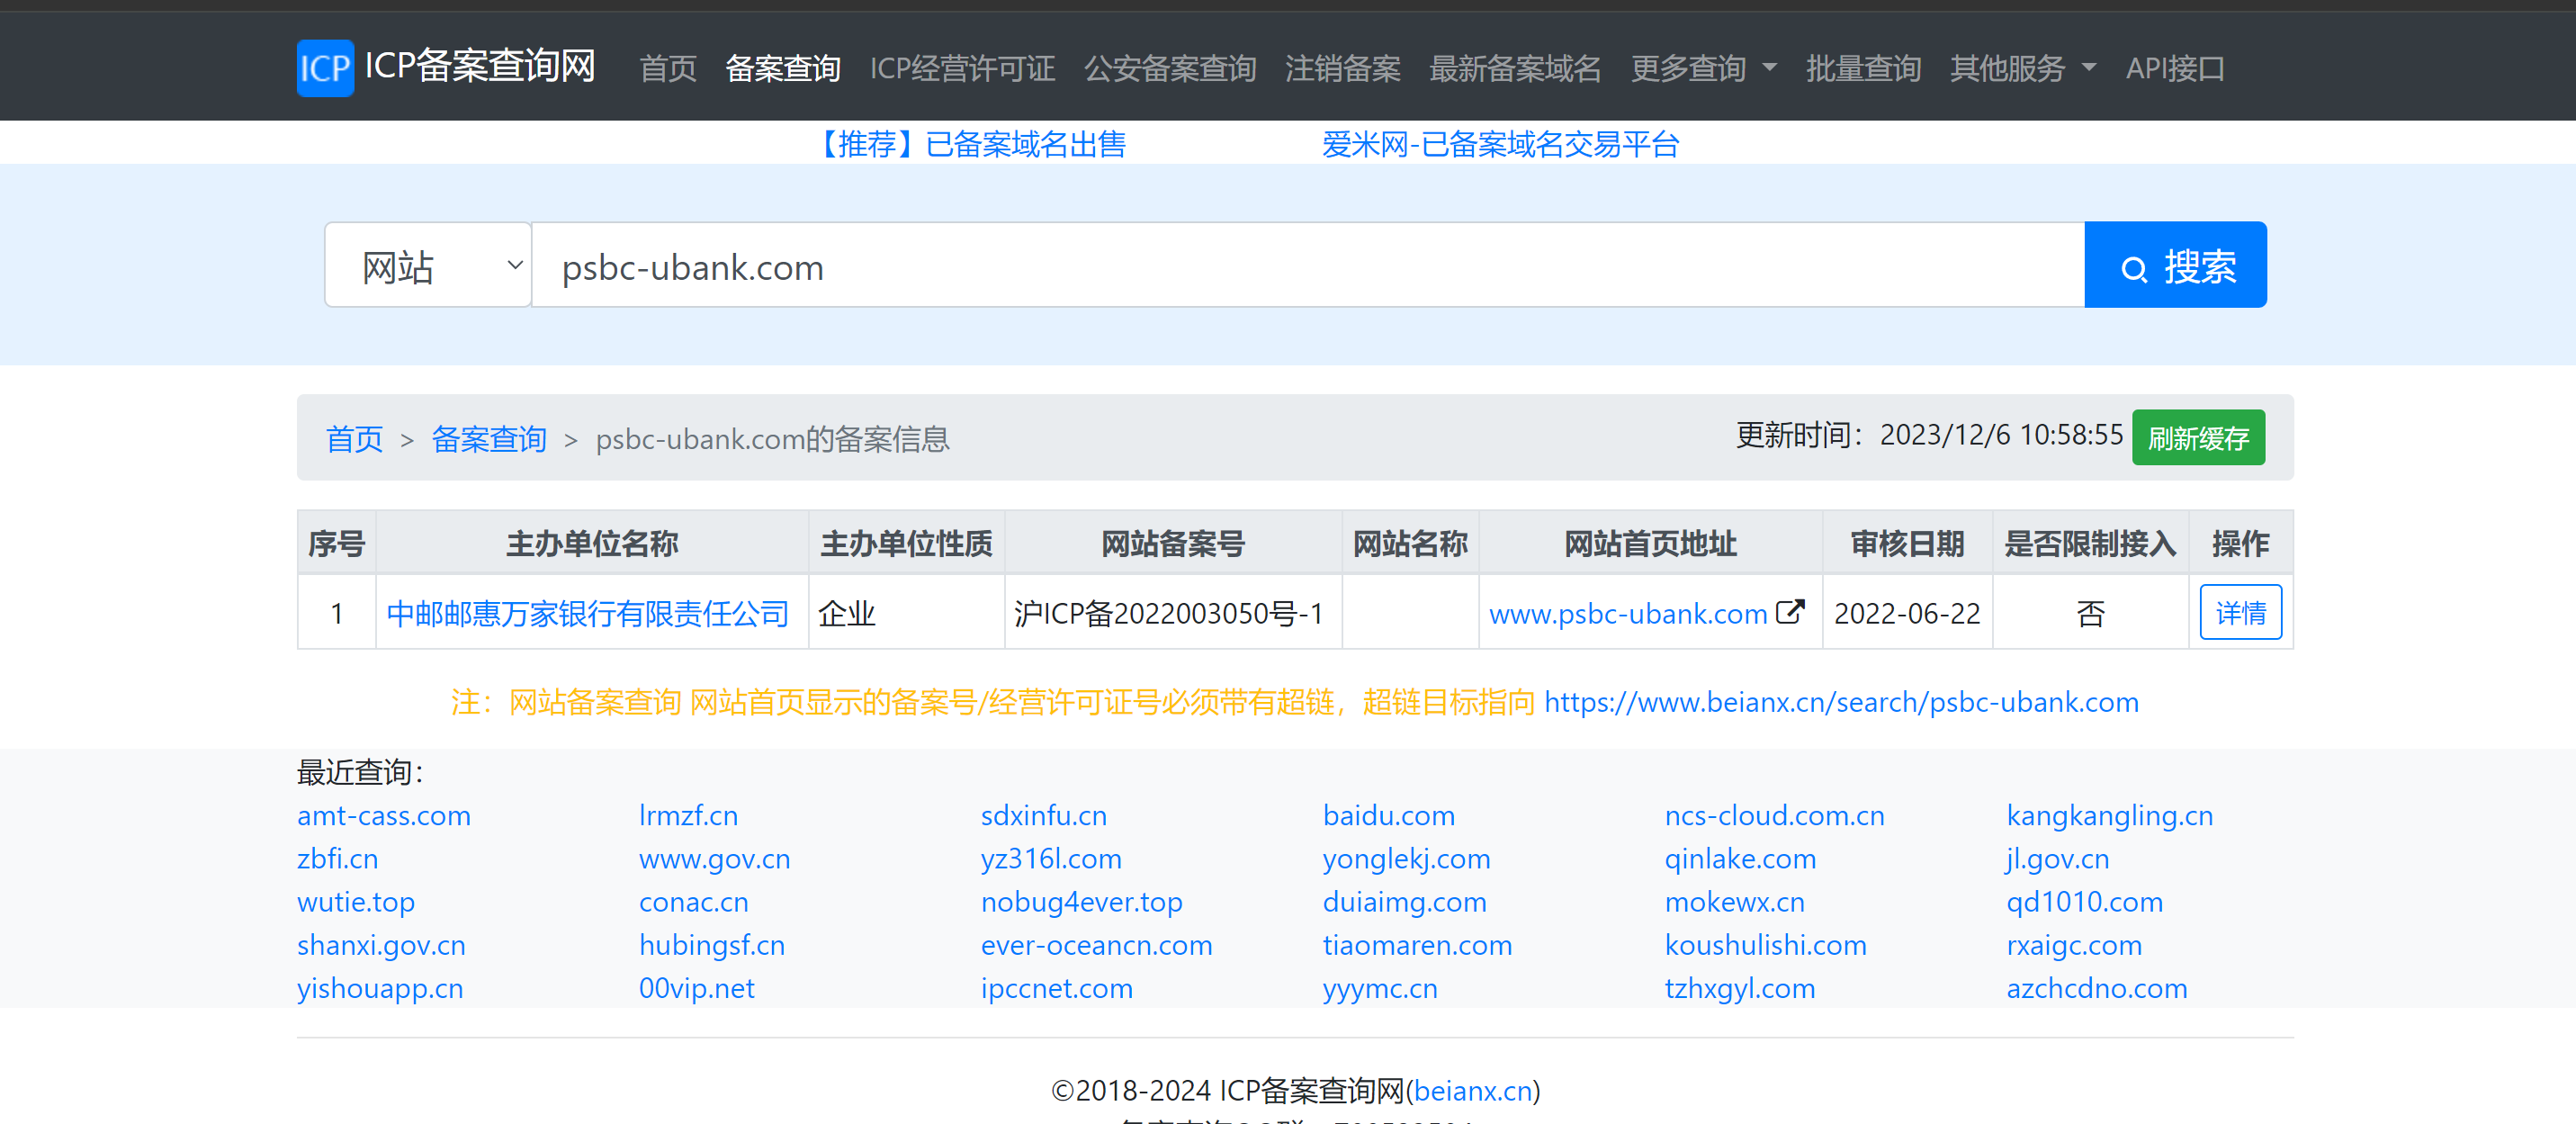 ICP ICP备案查询网 首页 备案查询 ICP经营许可证 公安备案查询 注销备案 最新备案域名 更多查询 批量查询 其他服务 API接口
【推荐】已备案域名出售 爱米网-已备案域名交易平台
网站 psbc-ubank.com 搜索
首页 > 备案查询 > psbc-ubank.com的备案信息 更新时间：2023/12/6 10:58:55 刷新缓存
序号 主办单位名称 主办单位性质 网站备案号 网站名称 网站首页地址 审核日期 是否限制接入 操作
1 中邮邮惠万家银行有限责任公司 企业 沪ICP备2022003050号-1 www.psbc-ubank.com 2022-06-22 否 详情
注：网站备案查询 网站首页显示的备案号/经营许可证号必须带有超链，超链目标指向 https://www.beianx.cn/search/psbc-ubank.com
最近查询：
amt-cass.com lrmzf.cn sdxinfu.cn baidu.com ncs-cloud.com.cn kangkangling.cn
zbfi.cn www.gov.cn yz316l.com yonglekj.com qinlake.com jl.gov.cn
wutie.top conac.cn nobug4ever.top duiaimg.com mokewx.cn qd1010.com
shanxi.gov.cn hubingsf.cn ever-oceancn.com tiaomaren.com koushulishi.com rxaigc.com
yishouapp.cn 00vip.net ipccnet.com yyymc.cn tzhxgyl.com azchcdno.com
©2018-2024 ICP备案查询网(beianx.cn)